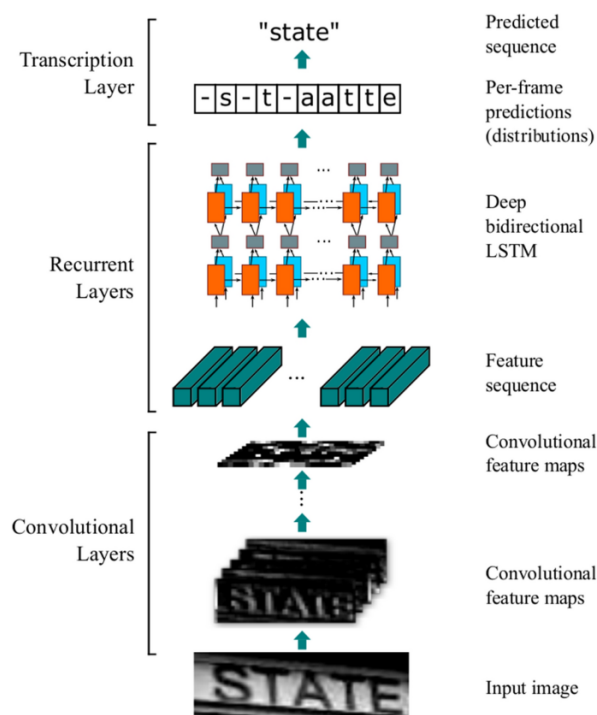 "state"
Predicted
sequence
Transcription
Layer
- s - t - a a t t e
Per-frame
predictions
(distributions)
Deep
bidirectional
LSTM
Recurrent
Layers
Feature
sequence
Convolutional
feature maps
Convolutional
Layers
STATE
Convolutional
feature maps
STATE
Input image